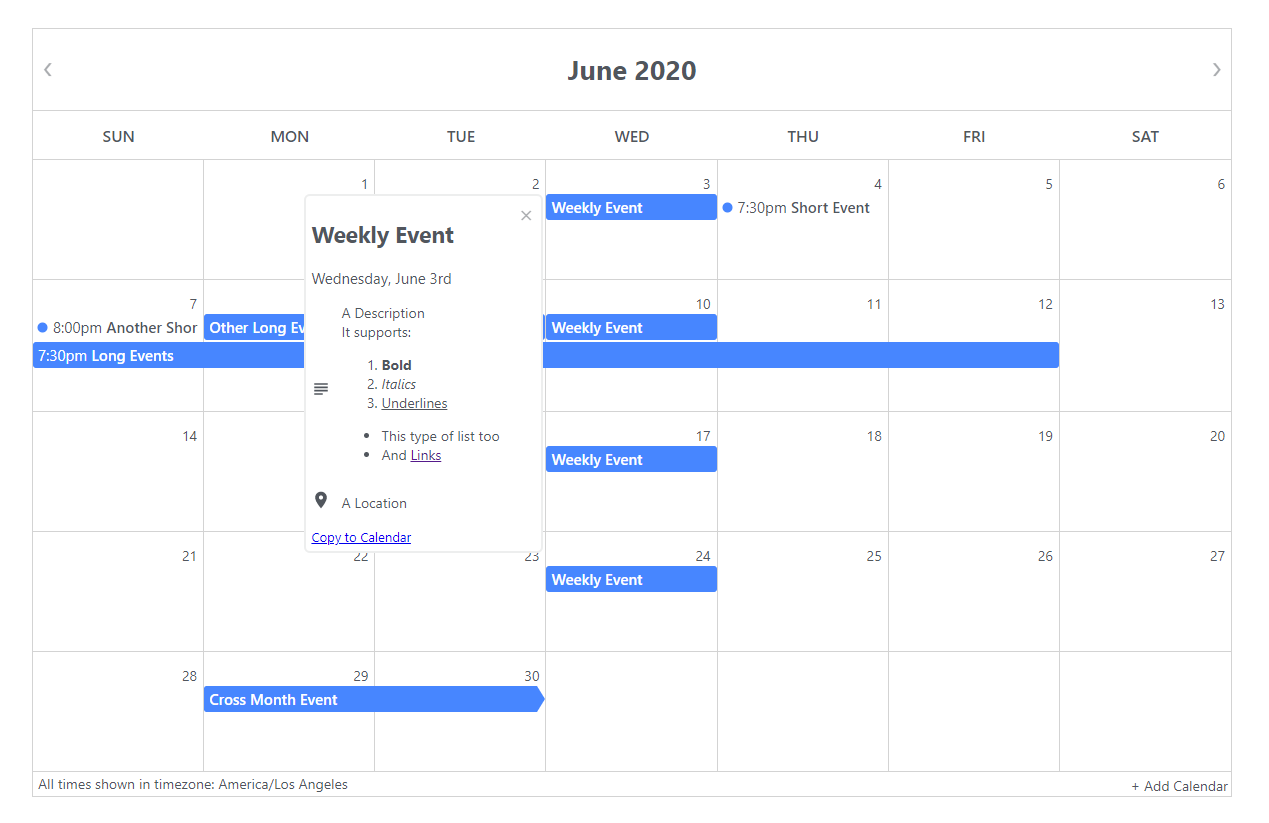 June 2020
SUN MON TUE WED THU FRI SAT
1 2 3 4 5 6
Weekly Event
7:30pm Short Event
Weekly Event
Wednesday, June 3rd
A Description
It supports:
1. Bold
2. Italics
3. Underlines
• This type of list too
• And Links
A Location
Copy to Calendar
7 10 11 12 13
8:00pm Another Shor
Other Long Ev
Weekly Event
7:30pm Long Events
14 17 18 19 20
Weekly Event
21 22 23 24 25 26 27
Weekly Event
28 29 30
Cross Month Event
All times shown in timezone: America/Los Angeles
+ Add Calendar